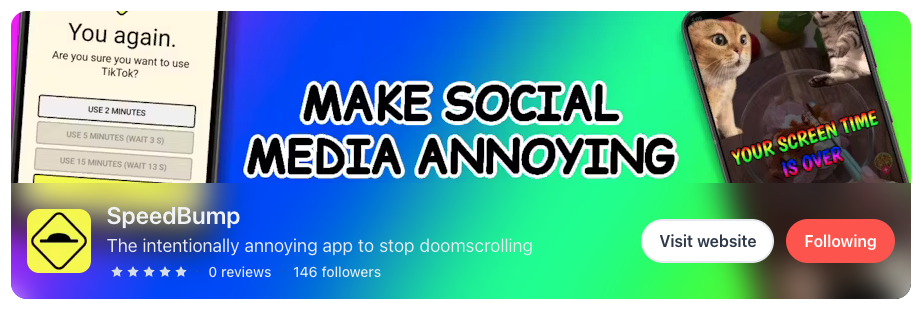 You again.
Are you sure you want to use
TikTok?
USE 2 MINUTES
USE 5 MINUTES (WAIT 3 S)
USE 15 MINUTES (WAIT 13 S)
MAKE SOCIAL
MEDIA ANNOYING
YOUR SCREEN TIME
IS OVER
SpeedBump
The intentionally annoying app to stop doomscrolling
0 reviews
146 followers
Visit website
Following